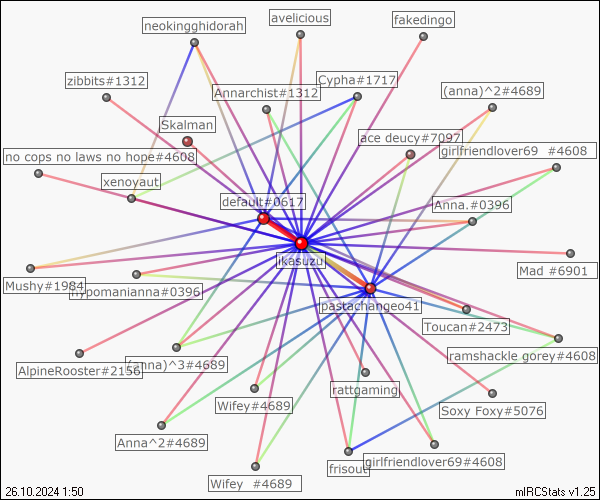 avelicious
neokingghidorah
fakedingo
zibbits#1312
Annarchist#1312
Cypha#1717
(anna)^2#4689
Skalman
ace deucy#7097
no cops no laws no hope#4608
girlfriendlover69 #4608
xenoyaut
default#0617
Anna.#0396
ikasuzu
Mad #6901
Mushy#1984
hypomanianna#0396
pastachangeo41
Toucan#2473
(anna)^3#4689
ramshackle gorey#4608
AlpineRooster#2156
rattgaming
Wifey#4689
Soxy Foxy#5076
Anna^2#4689
frisout
girlfriendlover69#4608
Wifey #4689
26.10.2024 1:50
mIRCStats v1.25